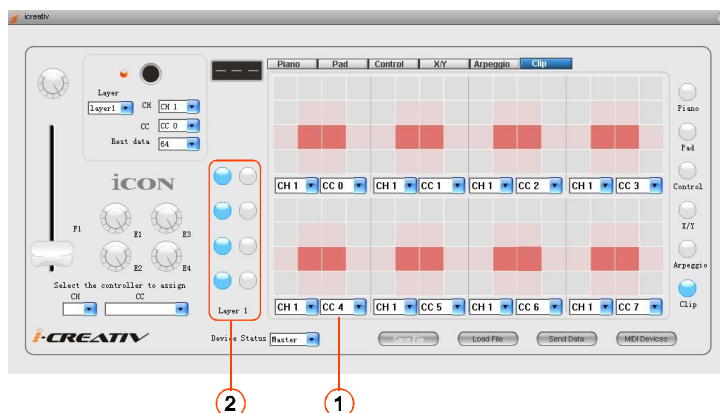 icreativ
Piano Pad Control X/Y Arpeggio Clip
Layer
layer1 CH CH 1
CC CC 0
Rest data 64
Piano
Pad
iCON
CH 1 CC 0 CH 1 CC 1 CH 1 CC 2 CH 1 CC 3
Control
F1 E1 E3
X/Y
E2 E4
Arpeggio
Select the controller to assign
CH CC
Layer 1
CH 1 CC 4 CH 1 CC 5 CH 1 CC 6 CH 1 CC 7
Clip
i-CREATIV
Device Status Master Save File Load File Send Data MIDI Devices
2 1